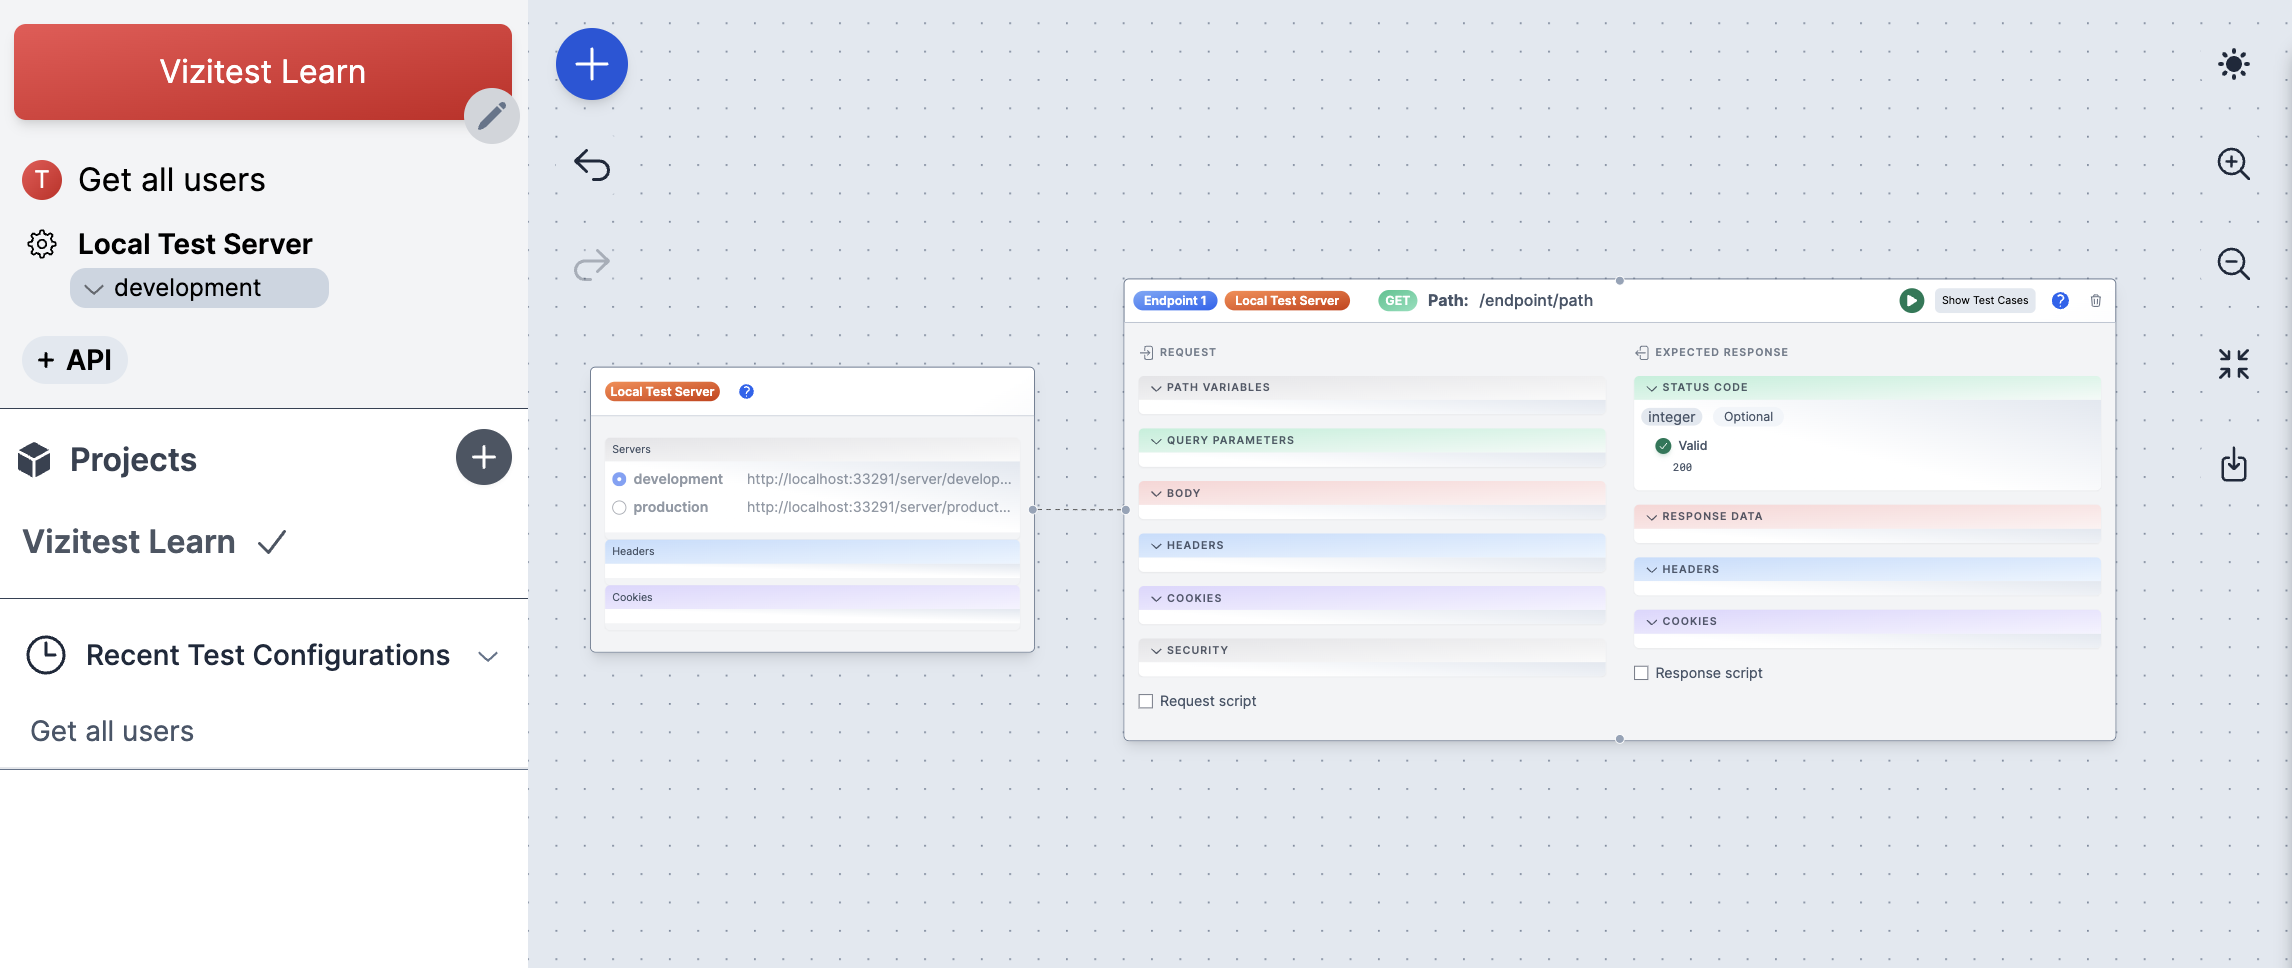 Vizitest Learn
T Get all users
Local Test Server
development
+ API
Projects
Vizitest Learn
Recent Test Configurations
Get all users
Local Test Server ?
Servers
development http://localhost:33291/server/develop...
production http://localhost:33291/server/product...
Headers
Cookies
Endpoint 1 Local Test Server GET Path: /endpoint/path Show Test Cases ?
REQUEST
PATH VARIABLES
QUERY PARAMETERS
BODY
HEADERS
COOKIES
SECURITY
Request script
EXPECTED RESPONSE
STATUS CODE
integer Optional
Valid
200
RESPONSE DATA
HEADERS
COOKIES
Response script